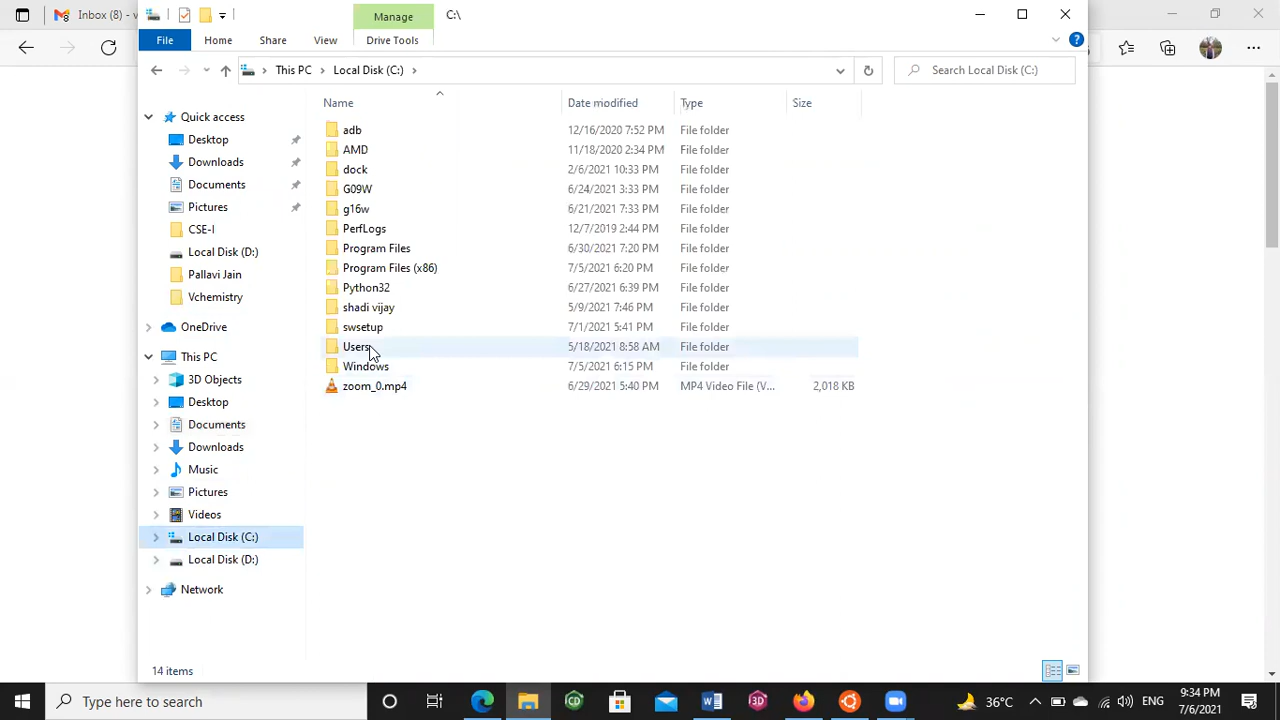 Inbox (8) - v
Manage
C:\
File
Home
Share
View
Drive Tools
This PC
Local Disk (C:)
Search Local Disk (C:)
Name
Date modified
Type
Size
Quick access
Desktop
Downloads
Documents
Pictures
CSE-I
Local Disk (D:)
Pallavi Jain
Vchemistry
OneDrive
This PC
3D Objects
Desktop
Documents
Downloads
Music
Pictures
Videos
Local Disk (C:)
Local Disk (D:)
Network
adb 12/16/2020 7:52 PM File folder
AMD 11/18/2020 2:34 PM File folder
dock 2/6/2021 10:33 PM File folder
G09W 6/24/2021 3:33 PM File folder
g16w 6/21/2021 7:33 PM File folder
PerfLogs 12/7/2019 2:44 PM File folder
Program Files 6/30/2021 7:20 PM File folder
Program Files (x86) 7/5/2021 6:20 PM File folder
Python32 6/27/2021 6:39 PM File folder
shadi vijay 5/9/2021 7:46 PM File folder
swsetup 7/1/2021 5:41 PM File folder
Users 5/18/2021 8:58 AM File folder
Windows 7/5/2021 6:15 PM File folder
zoom_0.mp4 6/29/2021 5:40 PM MP4 Video File (V... 2,018 KB
14 items
Type here to search
36°C
ENG
9:34 PM
7/6/2021